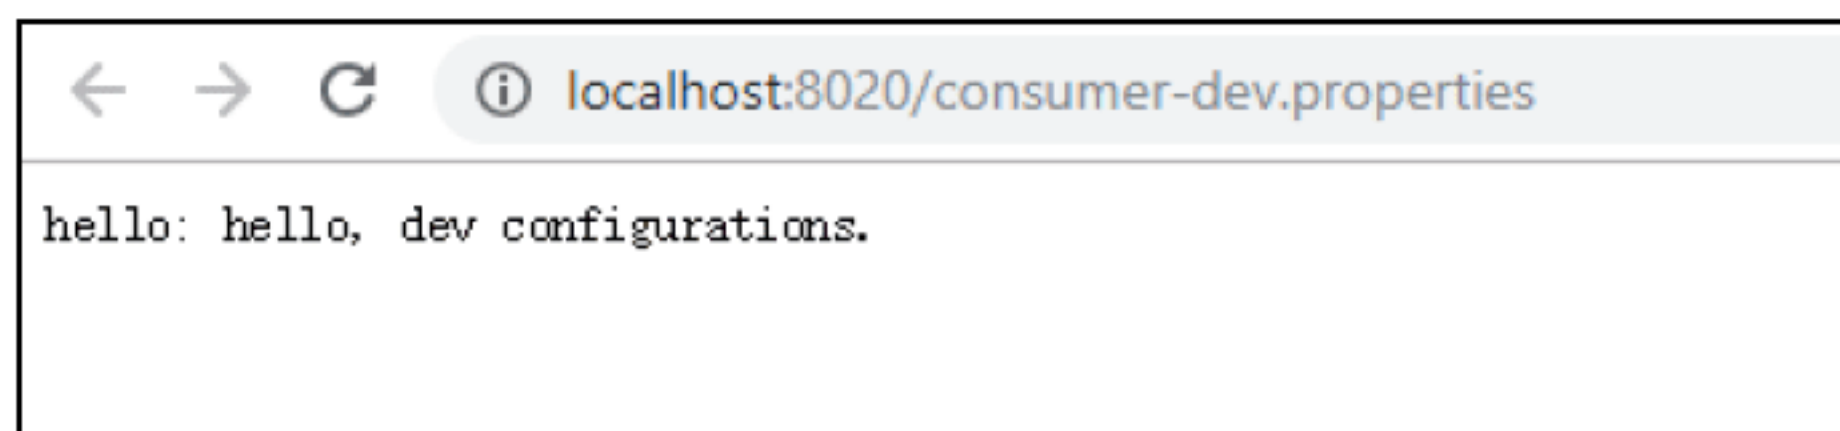 localhost:8020/consumer-dev.properties
hello: hello, dev configurations.